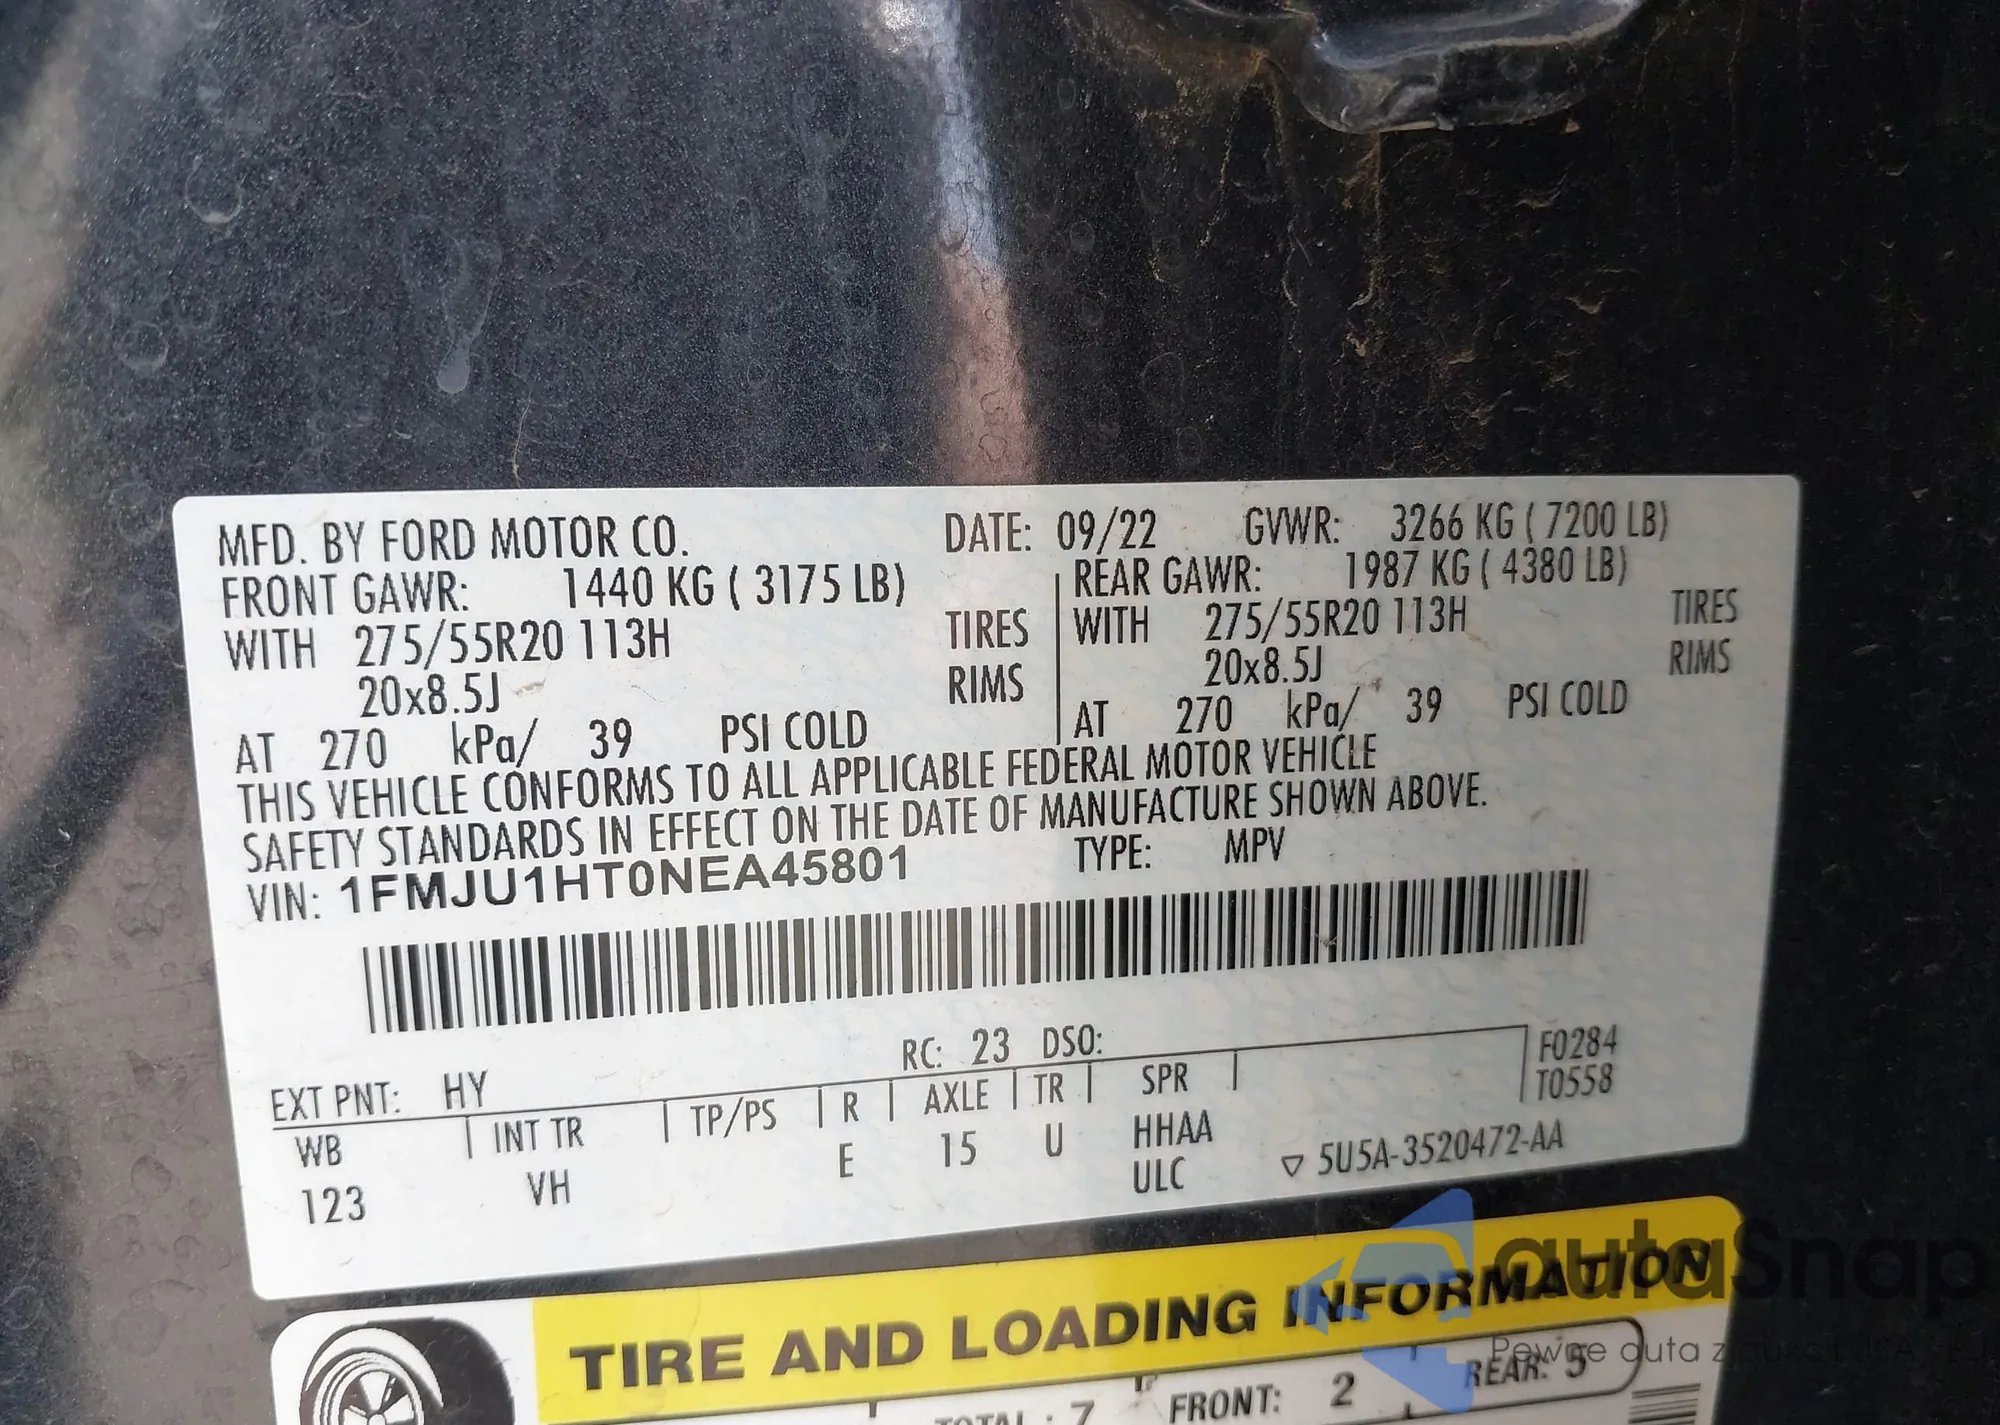 MFD. BY FORD MOTOR CO. DATE: 09/22 GVWR: 3266 KG ( 7200 LB)
FRONT GAWR: 1440 KG ( 3175 LB) REAR GAWR: 1987 KG ( 4380 LB)
WITH 275/55R20 113H TIRES WITH 275/55R20 113H TIRES
20x8.5J RIMS 20x8.5J RIMS
AT 270 kPa/ 39 PSI COLD AT 270 kPa/ 39 PSI COLD
THIS VEHICLE CONFORMS TO ALL APPLICABLE FEDERAL MOTOR VEHICLE
SAFETY STANDARDS IN EFFECT ON THE DATE OF MANUFACTURE SHOWN ABOVE.
VIN: 1FMJU1HT0NEA45801 TYPE: MPV
RC: 23 DSO: F0284
EXT PNT: HY T0558
WB INT TR TP/PS R AXLE TR SPR
123 VH E 15 U HHAA
ULC ▽ 5U5A-3520472-AA
TIRE AND LOADING INFORMATION
TOTAL : 7 FRONT: 2 REAR: 5
autaSnap
Pewne auta z